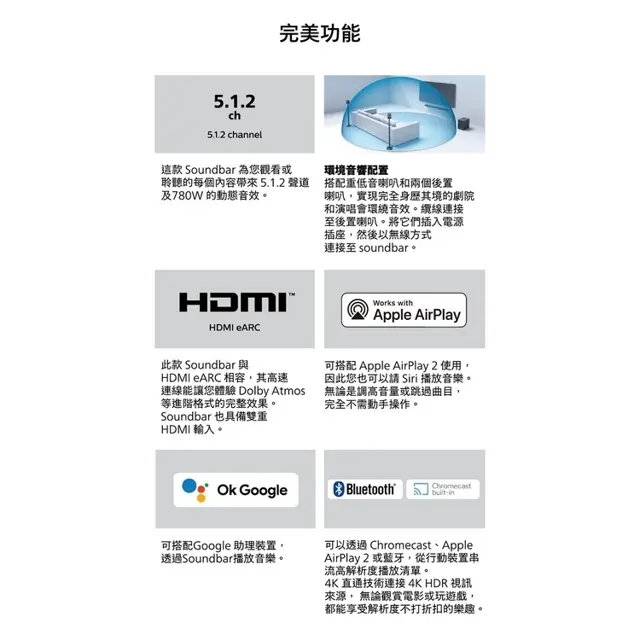 完美功能
5.1.2
ch
5.1.2 channel
這款 Soundbar 為您觀看或
聆聽的每個內容帶來 5.1.2 聲道
及780W 的動態音效。
環境音響配置
搭配重低音喇叭和兩個後置
喇叭，實現完全身歷其境的劇院
和演唱會環繞音效。纜線連接
至後置喇叭。將它們插入電源
插座，然後以無線方式
連接至 soundbar。
HDMI™
HDMI eARC
此款 Soundbar 與
HDMI eARC 相容，其高速
連線能讓您體驗 Dolby Atmos
等進階格式的完整效果。
Soundbar 也具備雙重
HDMI 輸入。
Works with
Apple AirPlay
可搭配 Apple AirPlay 2 使用，
因此您也可以請 Siri 播放音樂。
無論是調高音量或跳過曲目，
完全不需動手操作。
Ok Google
可搭配Google 助理裝置，
透過Soundbar播放音樂。
Bluetooth®
Chromecast
built-in
可以透過 Chromecast、Apple
AirPlay 2 或藍牙，從行動裝置串
流高解析度播放清單。
4K 直通技術連接 4K HDR 視訊
來源， 無論觀賞電影或玩遊戲，
都能享受解析度不打折扣的樂趣。